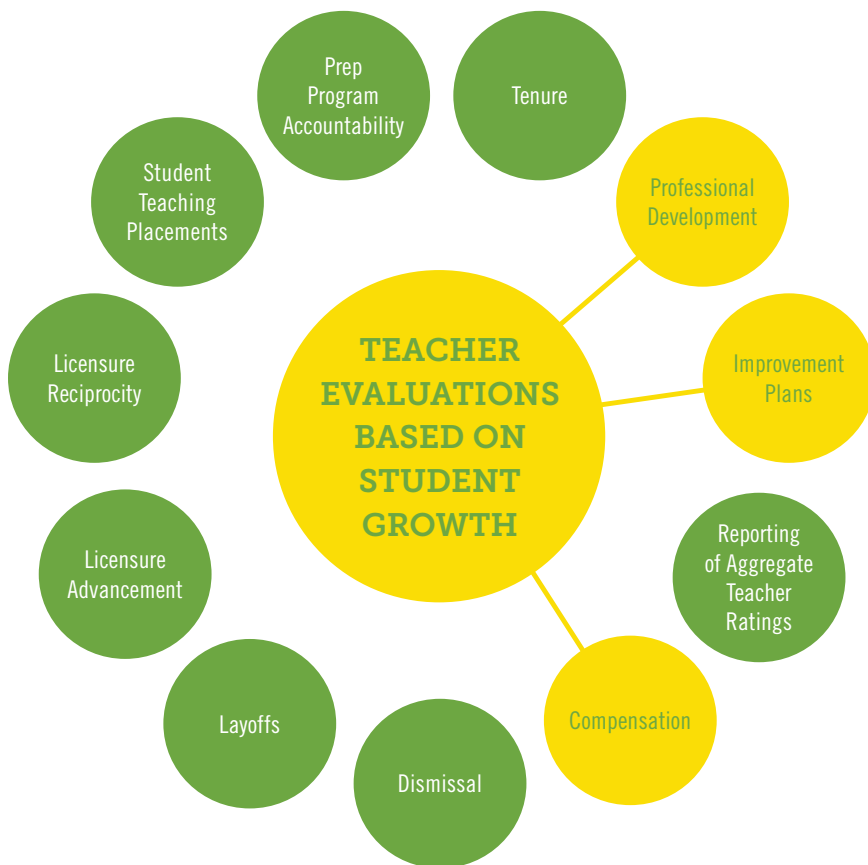 Prep
Program
Accountability
Tenure
Student
Teaching
Placements
Professional
Development
Licensure
Reciprocity
TEACHER
EVALUATIONS
BASED ON
STUDENT
GROWTH
Improvement
Plans
Licensure
Advancement
Reporting
of Aggregate
Teacher
Ratings
Layoffs
Compensation
Dismissal